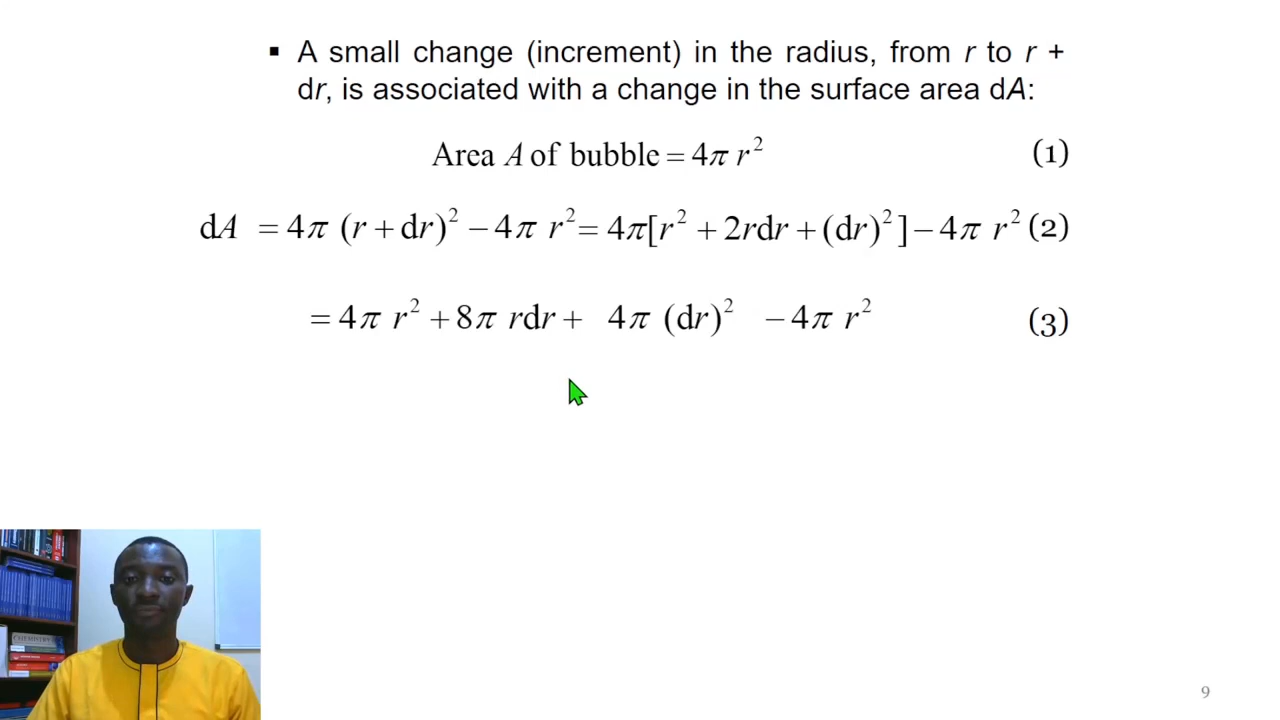 ▪ A small change (increment) in the radius, from r to r +
dr, is associated with a change in the surface area dA:
Area A of bubble = 4π r² (1)
dA = 4π (r + dr)² − 4π r² = 4π[r² + 2rdr + (dr)²] − 4π r² (2)
= 4π r² + 8π rdr + 4π (dr)² − 4π r² (3)
CHEMISTRY
9